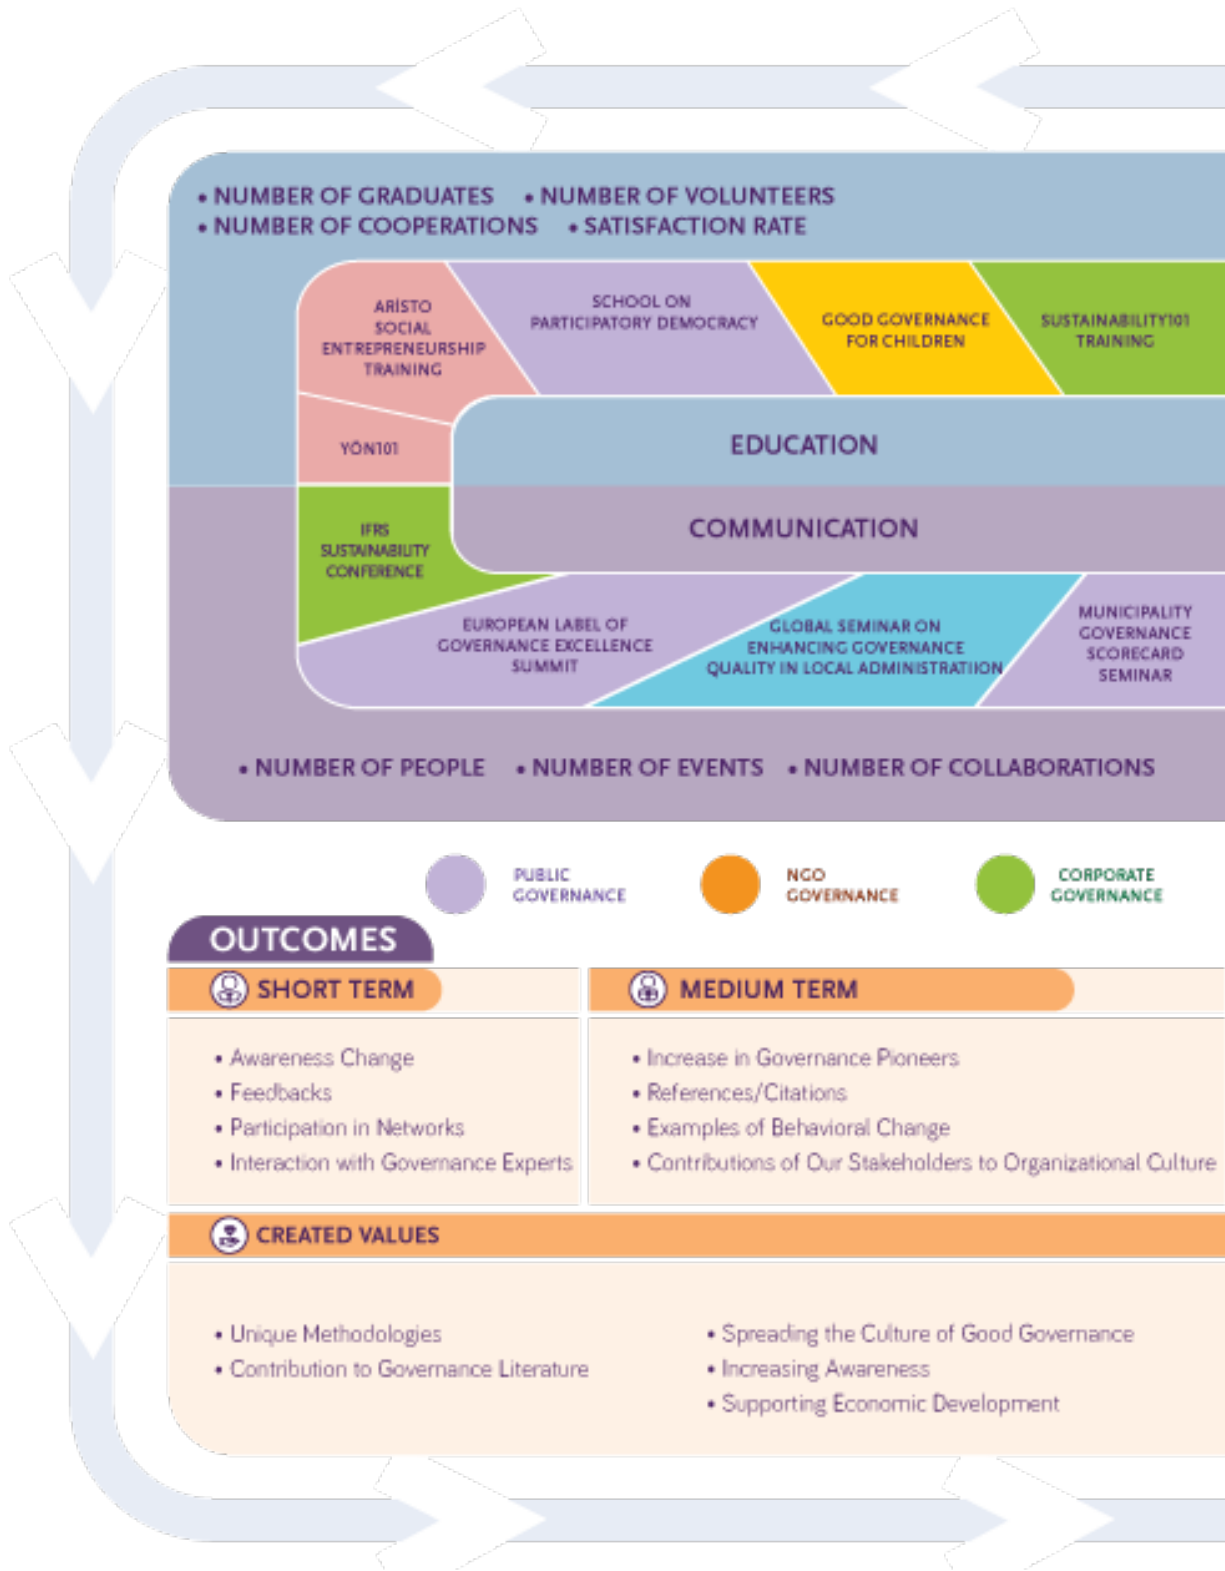 • NUMBER OF GRADUATES • NUMBER OF VOLUNTEERS
• NUMBER OF COOPERATIONS • SATISFACTION RATE
ARİSTO
SOCIAL
ENTREPRENEURSHIP
TRAINING
SCHOOL ON
PARTICIPATORY DEMOCRACY
GOOD GOVERNANCE
FOR CHILDREN
SUSTAINABILITY101
TRAINING
YÖN101
EDUCATION
COMMUNICATION
IFRS
SUSTAINABILITY
CONFERENCE
EUROPEAN LABEL OF
GOVERNANCE EXCELLENCE
SUMMIT
GLOBAL SEMINAR ON
ENHANCING GOVERNANCE
QUALITY IN LOCAL ADMINISTRATIION
MUNICIPALITY
GOVERNANCE
SCORECARD
SEMINAR
• NUMBER OF PEOPLE • NUMBER OF EVENTS • NUMBER OF COLLABORATIONS
PUBLIC
GOVERNANCE
NGO
GOVERNANCE
CORPORATE
GOVERNANCE
OUTCOMES
SHORT TERM
• Awareness Change
• Feedbacks
• Participation in Networks
• Interaction with Governance Experts
MEDIUM TERM
• Increase in Governance Pioneers
• References/Citations
• Examples of Behavioral Change
• Contributions of Our Stakeholders to Organizational Culture
CREATED VALUES
• Unique Methodologies
• Contribution to Governance Literature
• Spreading the Culture of Good Governance
• Increasing Awareness
• Supporting Economic Development